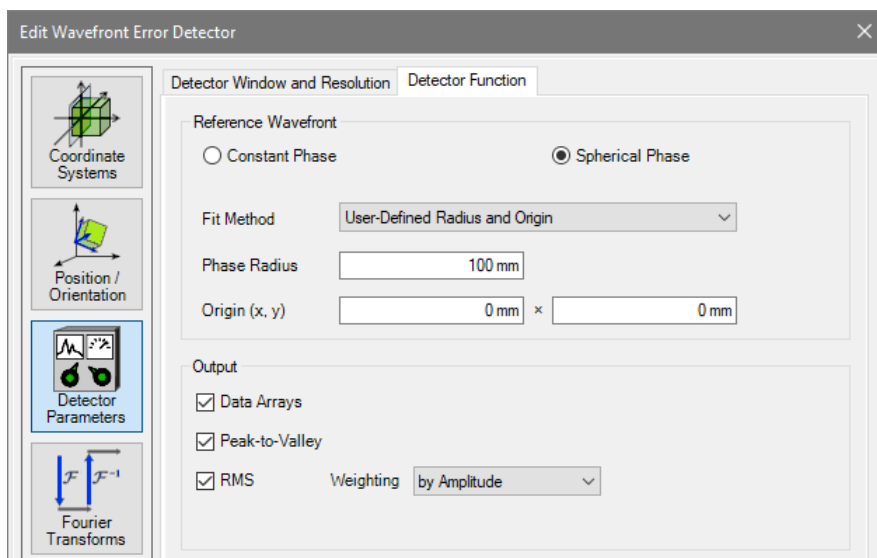 Edit Wavefront Error Detector
Coordinate
Systems
Position /
Orientation
Detector
Parameters
F F⁻¹
Fourier
Transforms
Detector Window and Resolution
Detector Function
Reference Wavefront
Constant Phase
Spherical Phase
Fit Method
User-Defined Radius and Origin
Phase Radius
100 mm
Origin (x, y)
0 mm × 0 mm
Output
Data Arrays
Peak-to-Valley
RMS
Weighting
by Amplitude